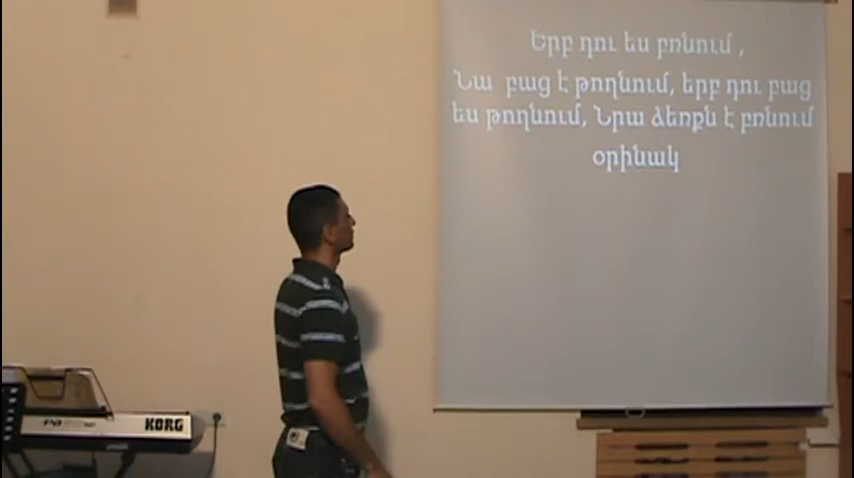 Երբ դու ես բռնում ,
Նա բաց է թողնում, երբ դու բաց
ես թողնում, Նրա ձեռքն է բռնում
օրինակ
KORG